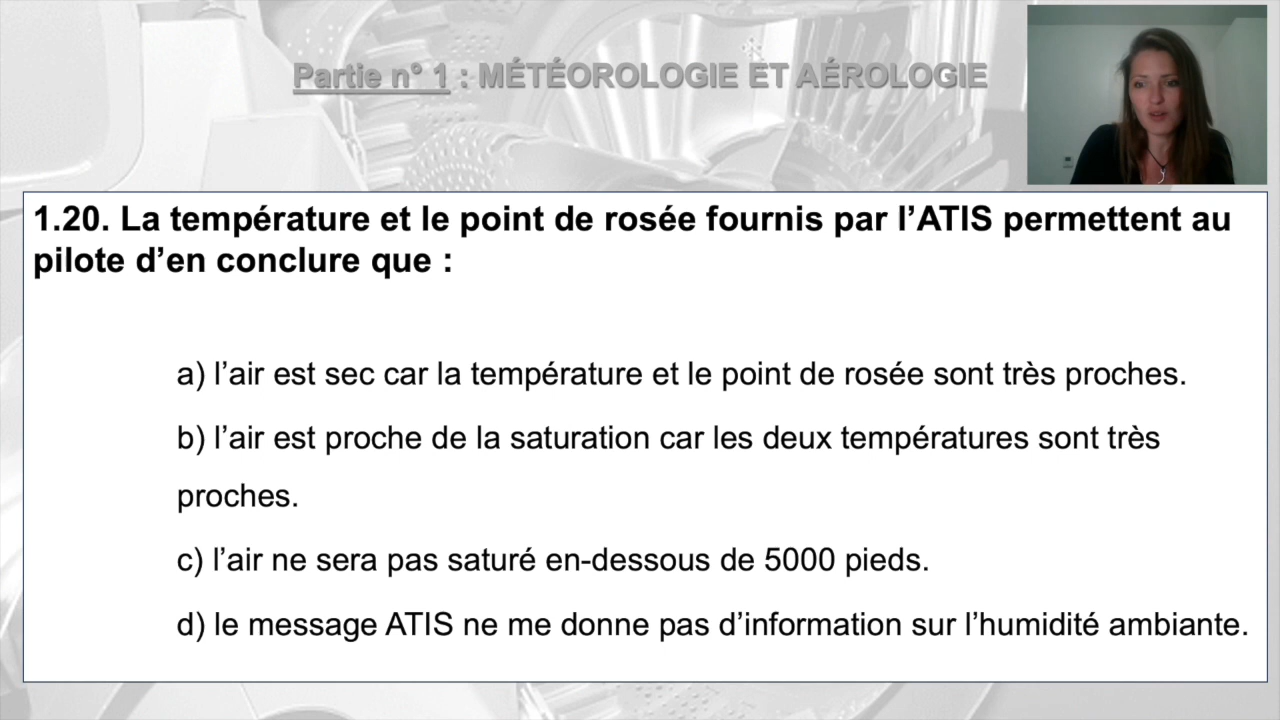 Partie n° 1 : MÉTÉOROLOGIE ET AÉROLOGIE
1.20. La température et le point de rosée fournis par l’ATIS permettent au
pilote d’en conclure que :
a) l’air est sec car la température et le point de rosée sont très proches.
b) l’air est proche de la saturation car les deux températures sont très
proches.
c) l’air ne sera pas saturé en-dessous de 5000 pieds.
d) le message ATIS ne me donne pas d’information sur l’humidité ambiante.